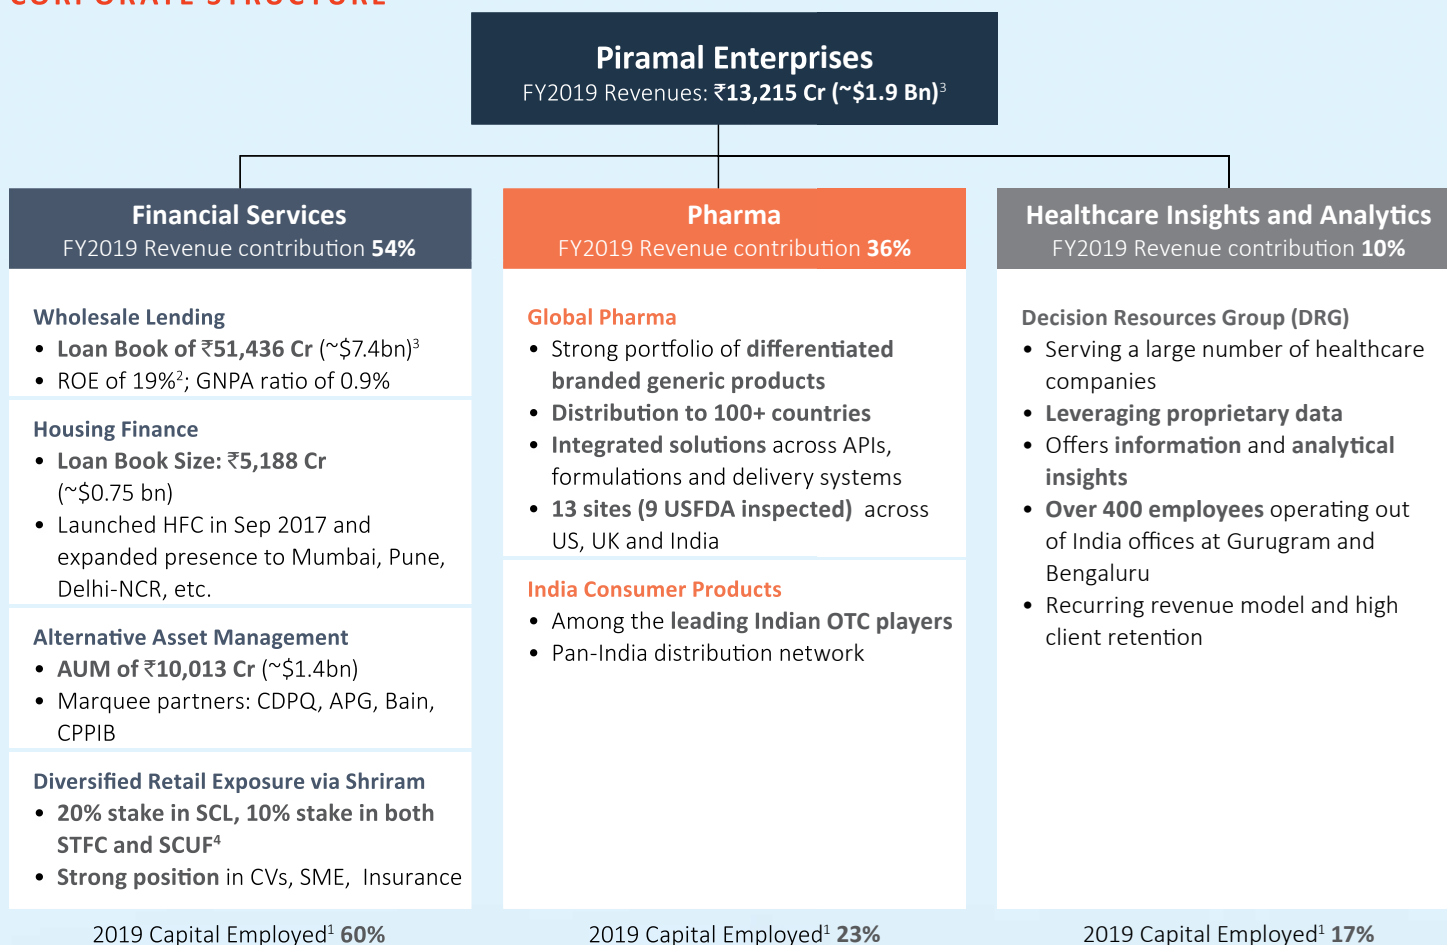 CORPORATE STRUCTURE
Piramal Enterprises
FY2019 Revenues: ₹13,215 Cr (~$1.9 Bn)³
Financial Services
FY2019 Revenue contribution 54%
Wholesale Lending
• Loan Book of ₹51,436 Cr (~$7.4bn)³
• ROE of 19%²; GNPA ratio of 0.9%
Housing Finance
• Loan Book Size: ₹5,188 Cr
(~$0.75 bn)
• Launched HFC in Sep 2017 and
expanded presence to Mumbai, Pune,
Delhi-NCR, etc.
Alternative Asset Management
• AUM of ₹10,013 Cr (~$1.4bn)
• Marquee partners: CDPQ, APG, Bain,
CPPIB
Diversified Retail Exposure via Shriram
• 20% stake in SCL, 10% stake in both
STFC and SCUF⁴
• Strong position in CVs, SME, Insurance
2019 Capital Employed¹ 60%
Pharma
FY2019 Revenue contribution 36%
Global Pharma
• Strong portfolio of differentiated
branded generic products
• Distribution to 100+ countries
• Integrated solutions across APIs,
formulations and delivery systems
• 13 sites (9 USFDA inspected) across
US, UK and India
India Consumer Products
• Among the leading Indian OTC players
• Pan-India distribution network
2019 Capital Employed¹ 23%
Healthcare Insights and Analytics
FY2019 Revenue contribution 10%
Decision Resources Group (DRG)
• Serving a large number of healthcare
companies
• Leveraging proprietary data
• Offers information and analytical
insights
• Over 400 employees operating out
of India offices at Gurugram and
Bengaluru
• Recurring revenue model and high
client retention
2019 Capital Employed¹ 17%